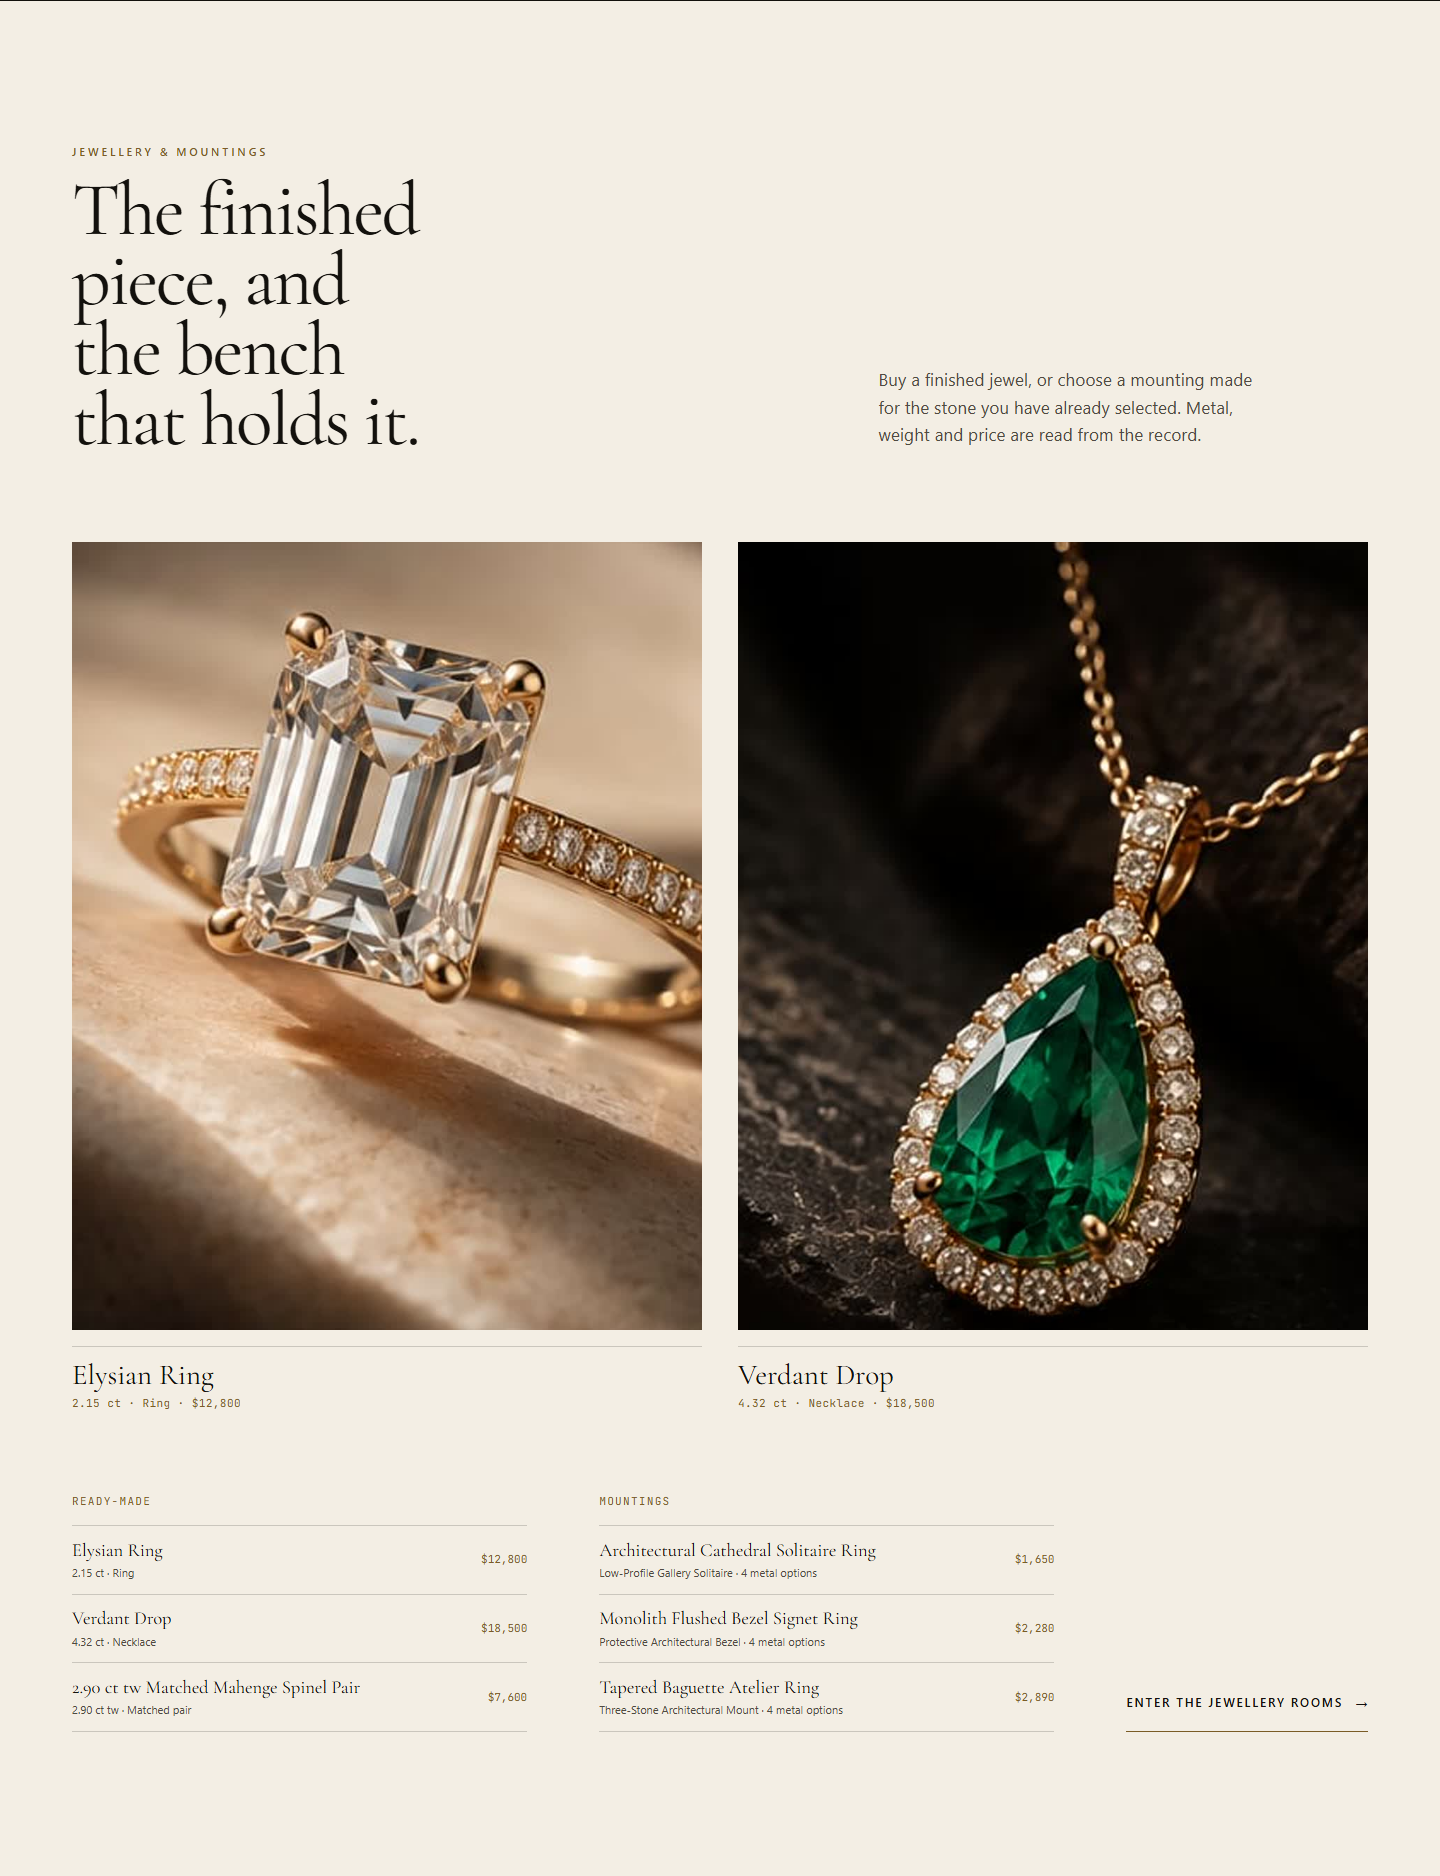 JEWELLERY & MOUNTINGS
The finished
piece, and
the bench
that holds it.
Buy a finished jewel, or choose a mounting made
for the stone you have already selected. Metal,
weight and price are read from the record.
Elysian Ring
2.15 ct · Ring · $12,800
Verdant Drop
4.32 ct · Necklace · $18,500
READY-MADE
Elysian Ring
2.15 ct · Ring
$12,800
Verdant Drop
4.32 ct · Necklace
$18,500
2.90 ct tw Matched Mahenge Spinel Pair
2.90 ct tw · Matched pair
$7,600
MOUNTINGS
Architectural Cathedral Solitaire Ring
Low-Profile Gallery Solitaire · 4 metal options
$1,650
Monolith Flushed Bezel Signet Ring
Protective Architectural Bezel · 4 metal options
$2,280
Tapered Baguette Atelier Ring
Three-Stone Architectural Mount · 4 metal options
$2,890
ENTER THE JEWELLERY ROOMS →